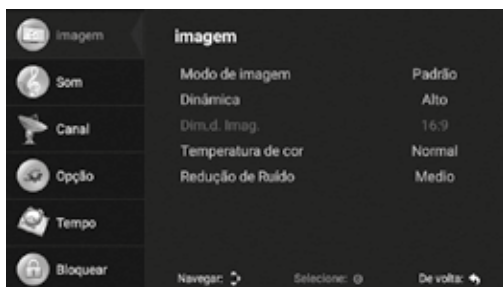 imagem
Som
Canal
Opção
Tempo
Bloquear
imagem
Modo de imagem Padrão
Dinâmica Alto
Dim.d. Imag. 16:9
Temperatura de cor Normal
Redução de Ruído Medio
Navegar: Selecione: De volta: